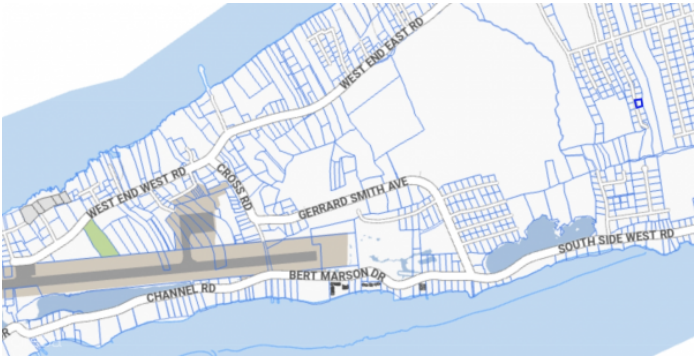 WEST END EAST RD
WEST END WEST RD
CROSS RD
GERRARD SMITH AVE
SOUTH SIDE WEST RD
BERT MARSON DR
CHANNEL RD
R